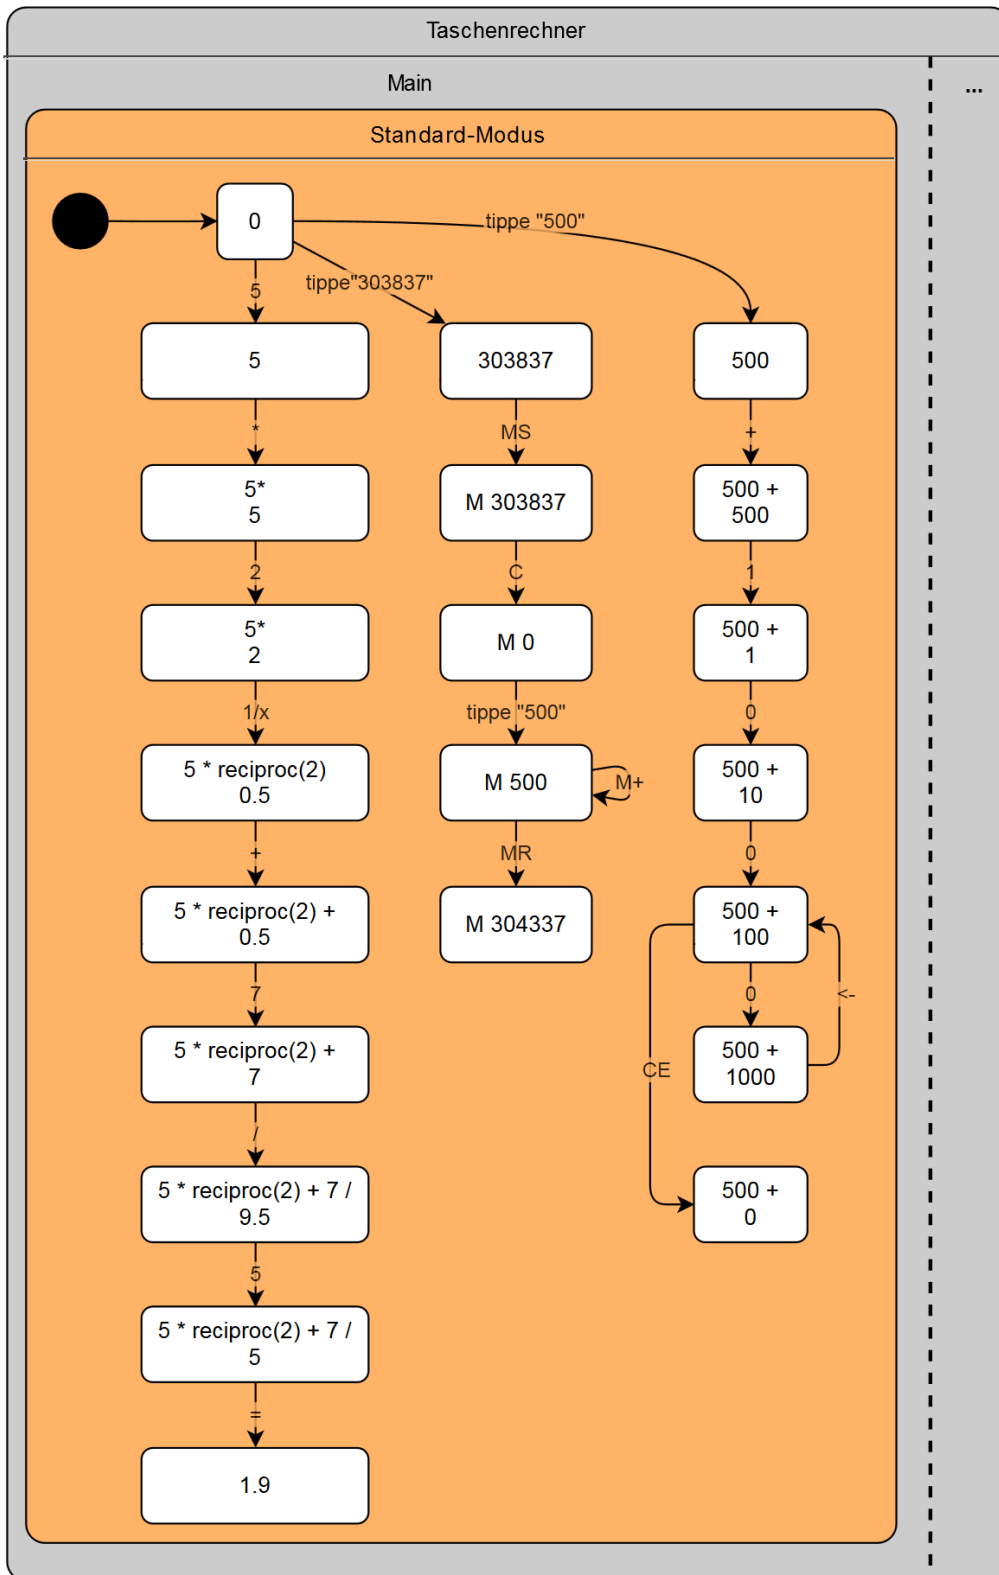 Taschenrechner
Main
...
Standard-Modus
0
tippe "500"
5
tippe"303837"
5
303837
500
*
MS
+
5*
5
M 303837
500 +
500
2
C
1
5*
2
M 0
500 +
1
1/x
tippe "500"
0
5 * reciproc(2)
0.5
M 500
M+
500 +
10
+
MR
0
5 * reciproc(2) +
0.5
M 304337
500 +
100
7
0
<-
5 * reciproc(2) +
7
CE
500 +
1000
/
5 * reciproc(2) + 7 /
9.5
500 +
0
5
5 * reciproc(2) + 7 /
5
=
1.9